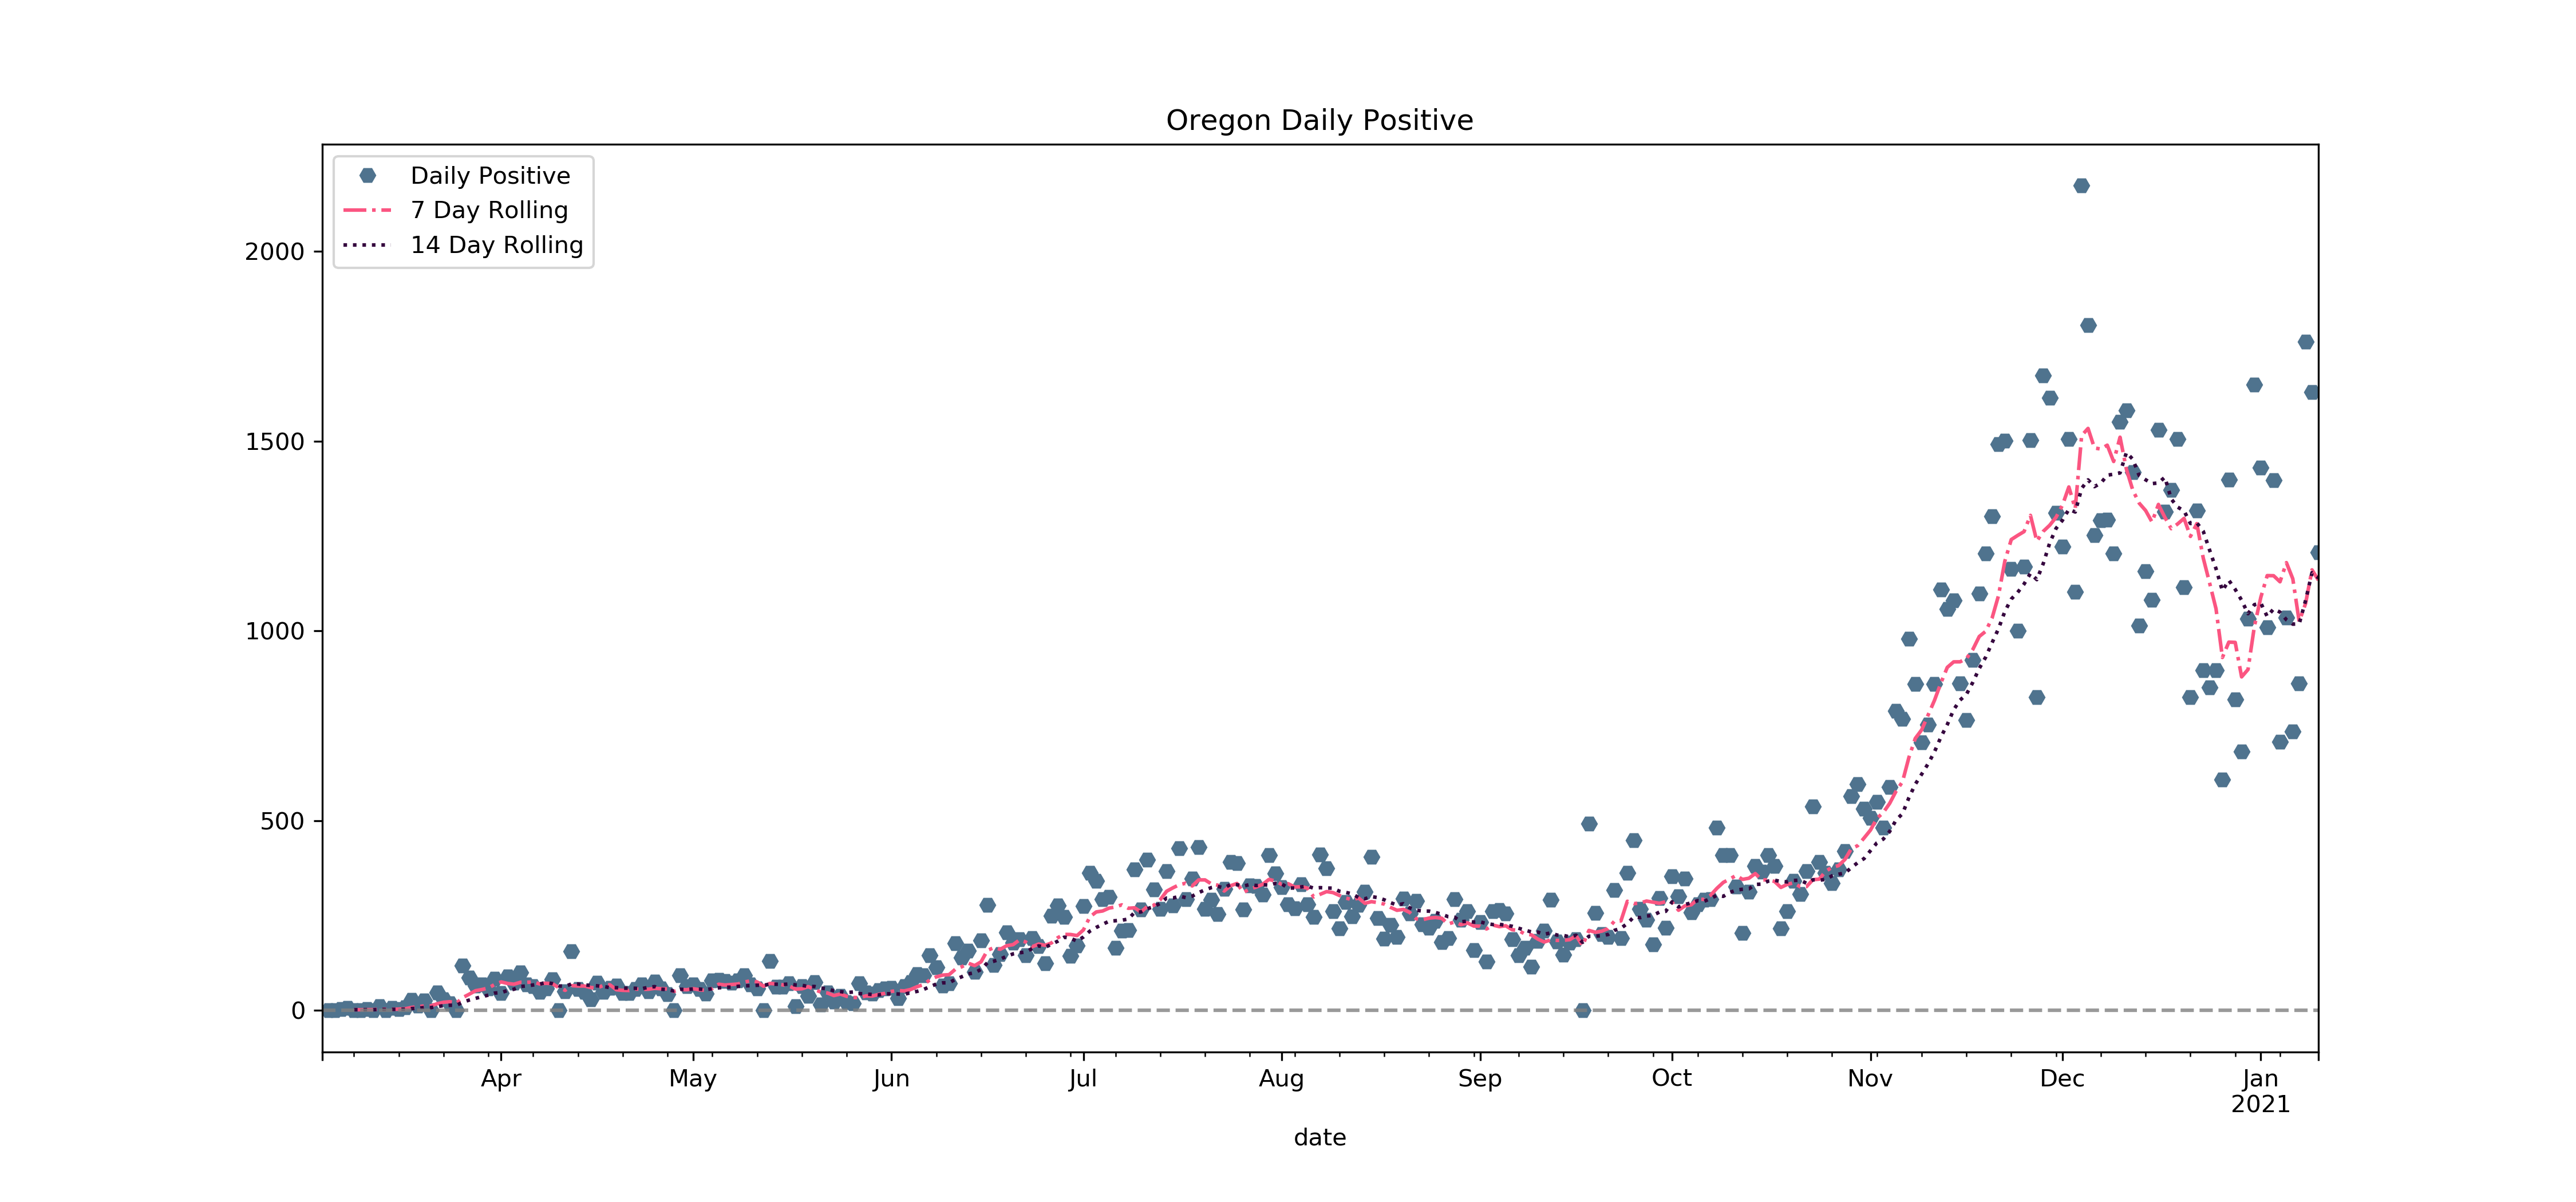 Oregon Daily Positive
Daily Positive
7 Day Rolling
14 Day Rolling
2000
1500
1000
500
0
Apr May Jun Jul Aug Sep Oct Nov Dec Jan
2021
date